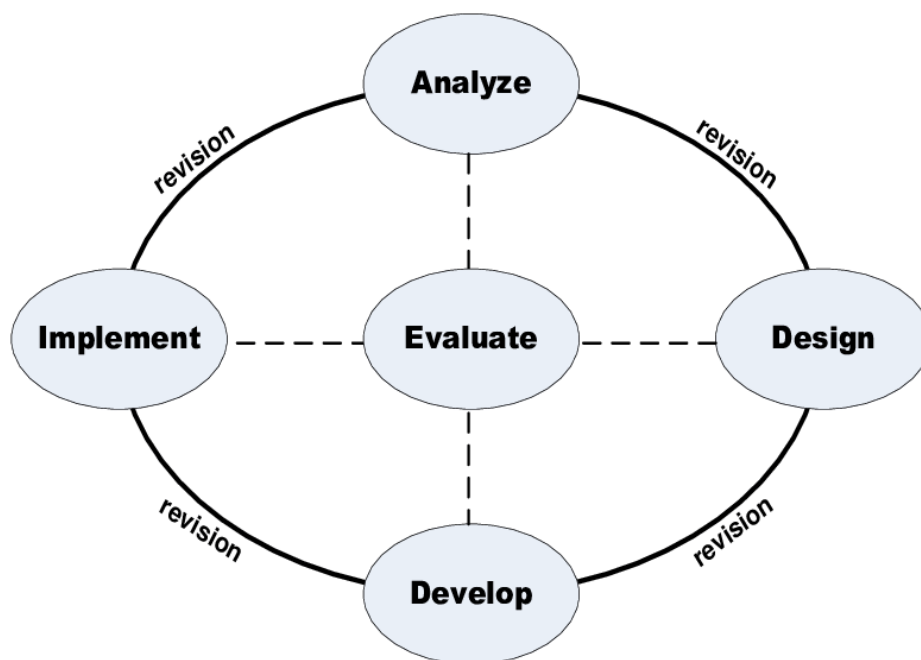 Analyze
revision
revision
Implement
Evaluate
Design
revision
revision
Develop